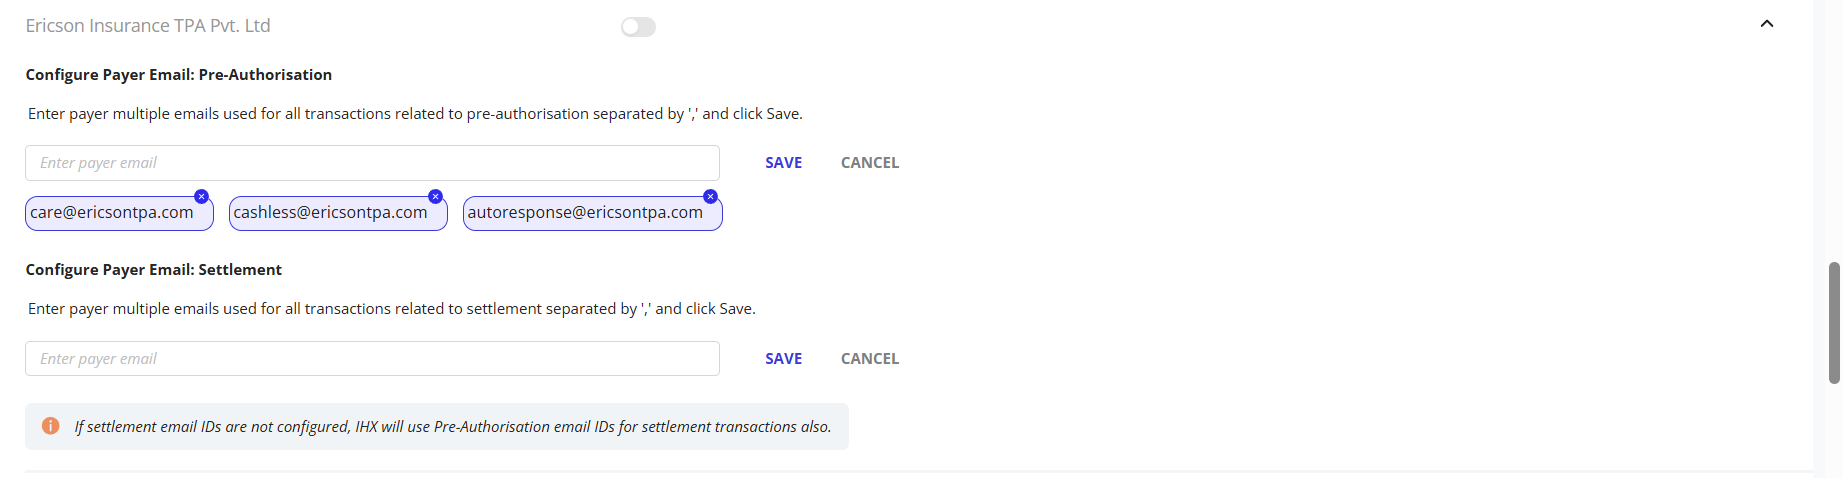 Ericson Insurance TPA Pvt. Ltd
Configure Payer Email: Pre-Authorisation
Enter payer multiple emails used for all transactions related to pre-authorisation separated by ',' and click Save.
Enter payer email SAVE CANCEL
care@ericsontpa.com cashless@ericsontpa.com autoresponse@ericsontpa.com
Configure Payer Email: Settlement
Enter payer multiple emails used for all transactions related to settlement separated by ',' and click Save.
Enter payer email SAVE CANCEL
If settlement email IDs are not configured, IHX will use Pre-Authorisation email IDs for settlement transactions also.